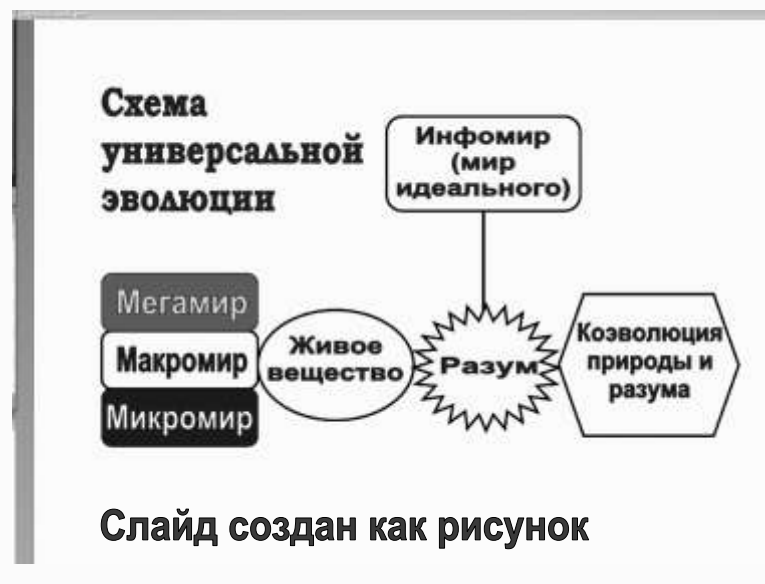 Схема
универсальной
эволюции
Инфомир
(мир
идеального)
Мегамир
Макромир
Микромир
Живое
вещество
Разум
Коэволюция
природы и
разума
Слайд создан как рисунок